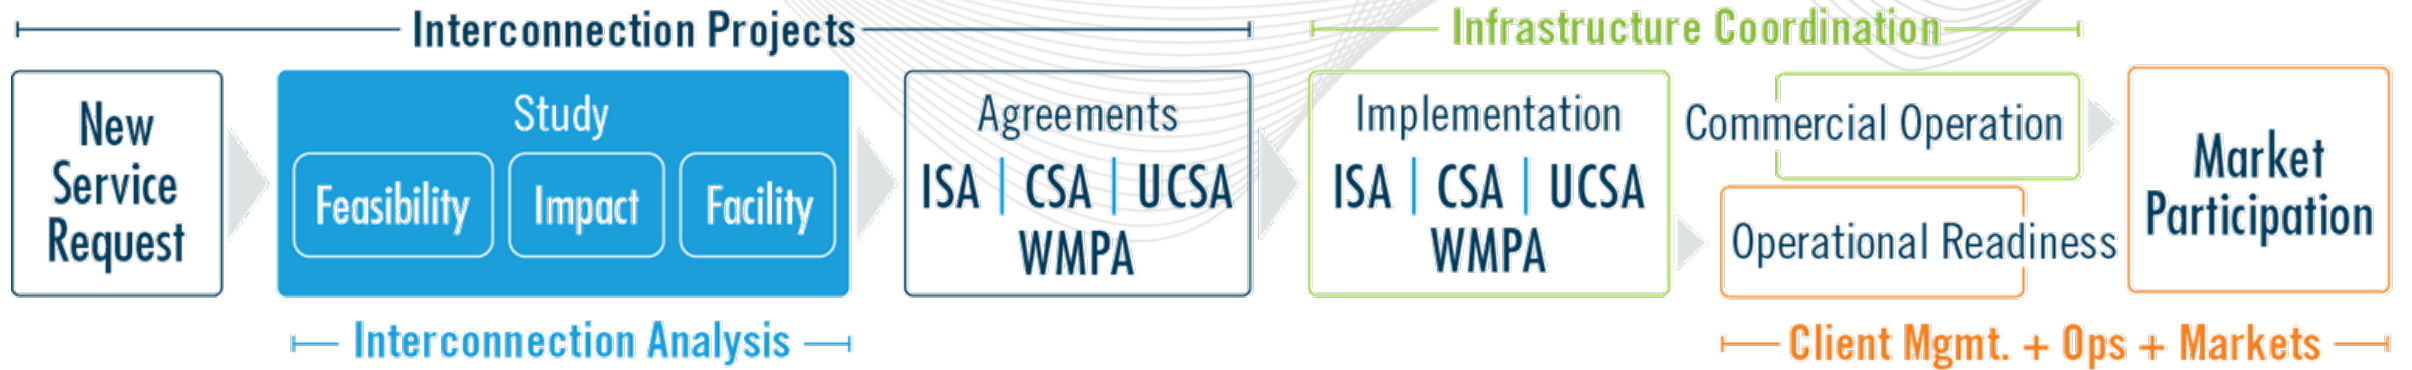 Interconnection Projects
Infrastructure Coordination
New
Service
Request
Study
Feasibility
Impact
Facility
Agreements
ISA | CSA | UCSA
WMPA
Implementation
ISA | CSA | UCSA
WMPA
Commercial Operation
Operational Readiness
Market
Participation
Interconnection Analysis
Client Mgmt. + Ops + Markets